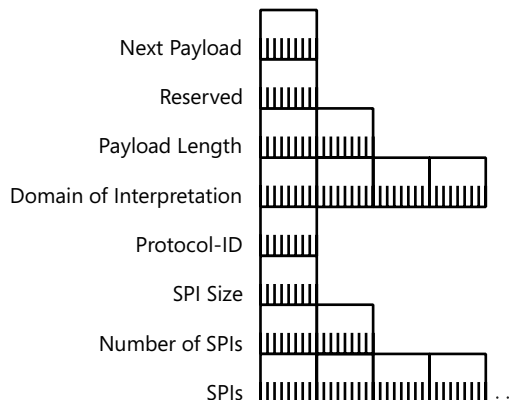 Next Payload
Reserved
Payload Length
Domain of Interpretation
Protocol-ID
SPI Size
Number of SPIs
SPIs . .